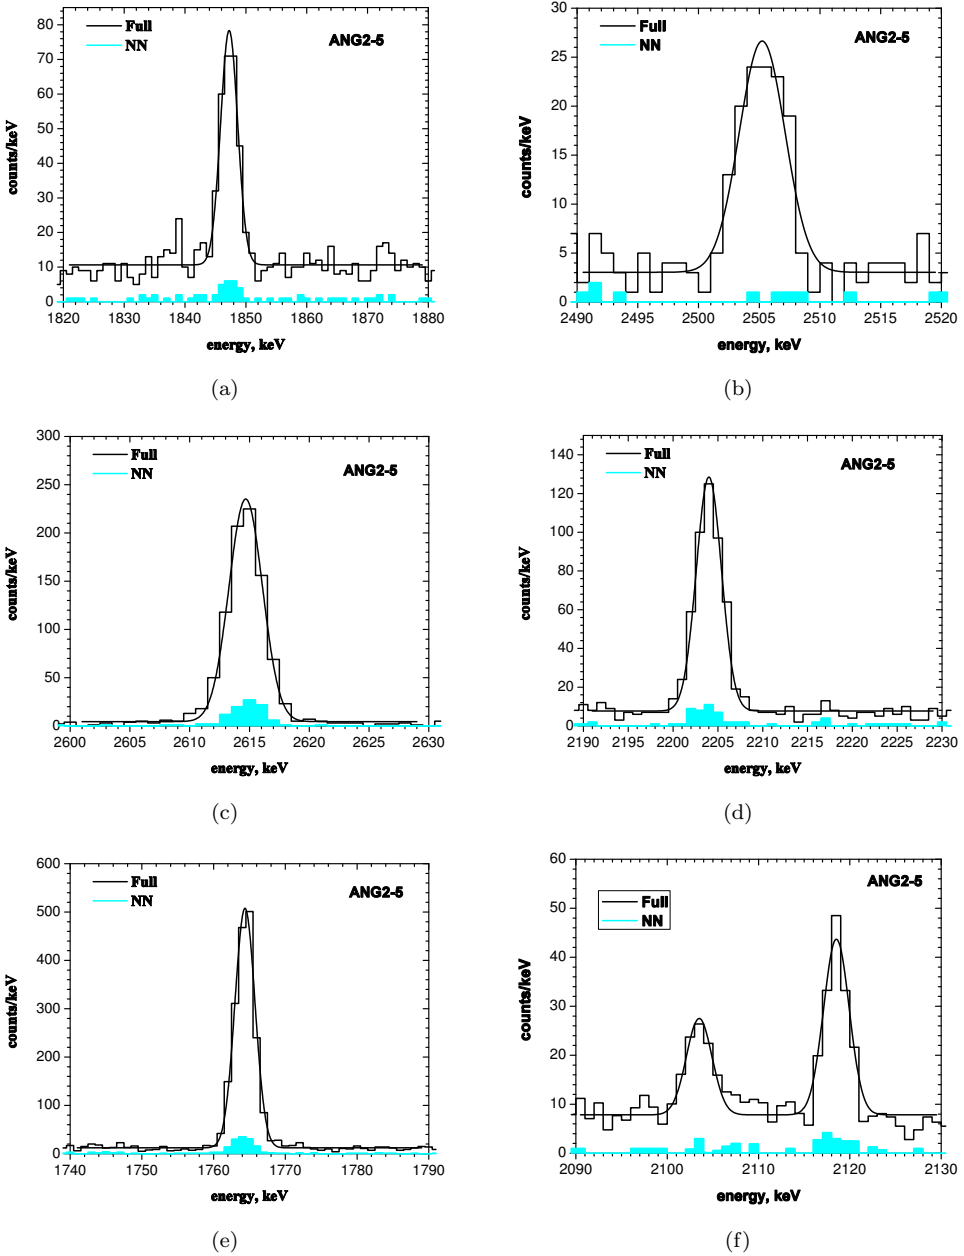 Full
NN
ANG2-5
counts/keV
80
70
60
50
40
30
20
10
0
1820 1830 1840 1850 1860 1870 1880
energy, keV
(a)
Full
NN
ANG2-5
counts/keV
30
25
20
15
10
5
0
2490 2495 2500 2505 2510 2515 2520
energy, keV
(b)
Full
NN
ANG2-5
counts/keV
300
250
200
150
100
50
0
2600 2605 2610 2615 2620 2625 2630
energy, keV
(c)
Full
NN
ANG2-5
counts/keV
140
120
100
80
60
40
20
0
2190 2195 2200 2205 2210 2215 2220 2225 2230
energy, keV
(d)
Full
NN
ANG2-5
counts/keV
600
500
400
300
200
100
0
1740 1750 1760 1770 1780 1790
energy, keV
(e)
Full
NN
ANG2-5
counts/keV
60
50
40
30
20
10
0
2090 2100 2110 2120 2130
energy, keV
(f)